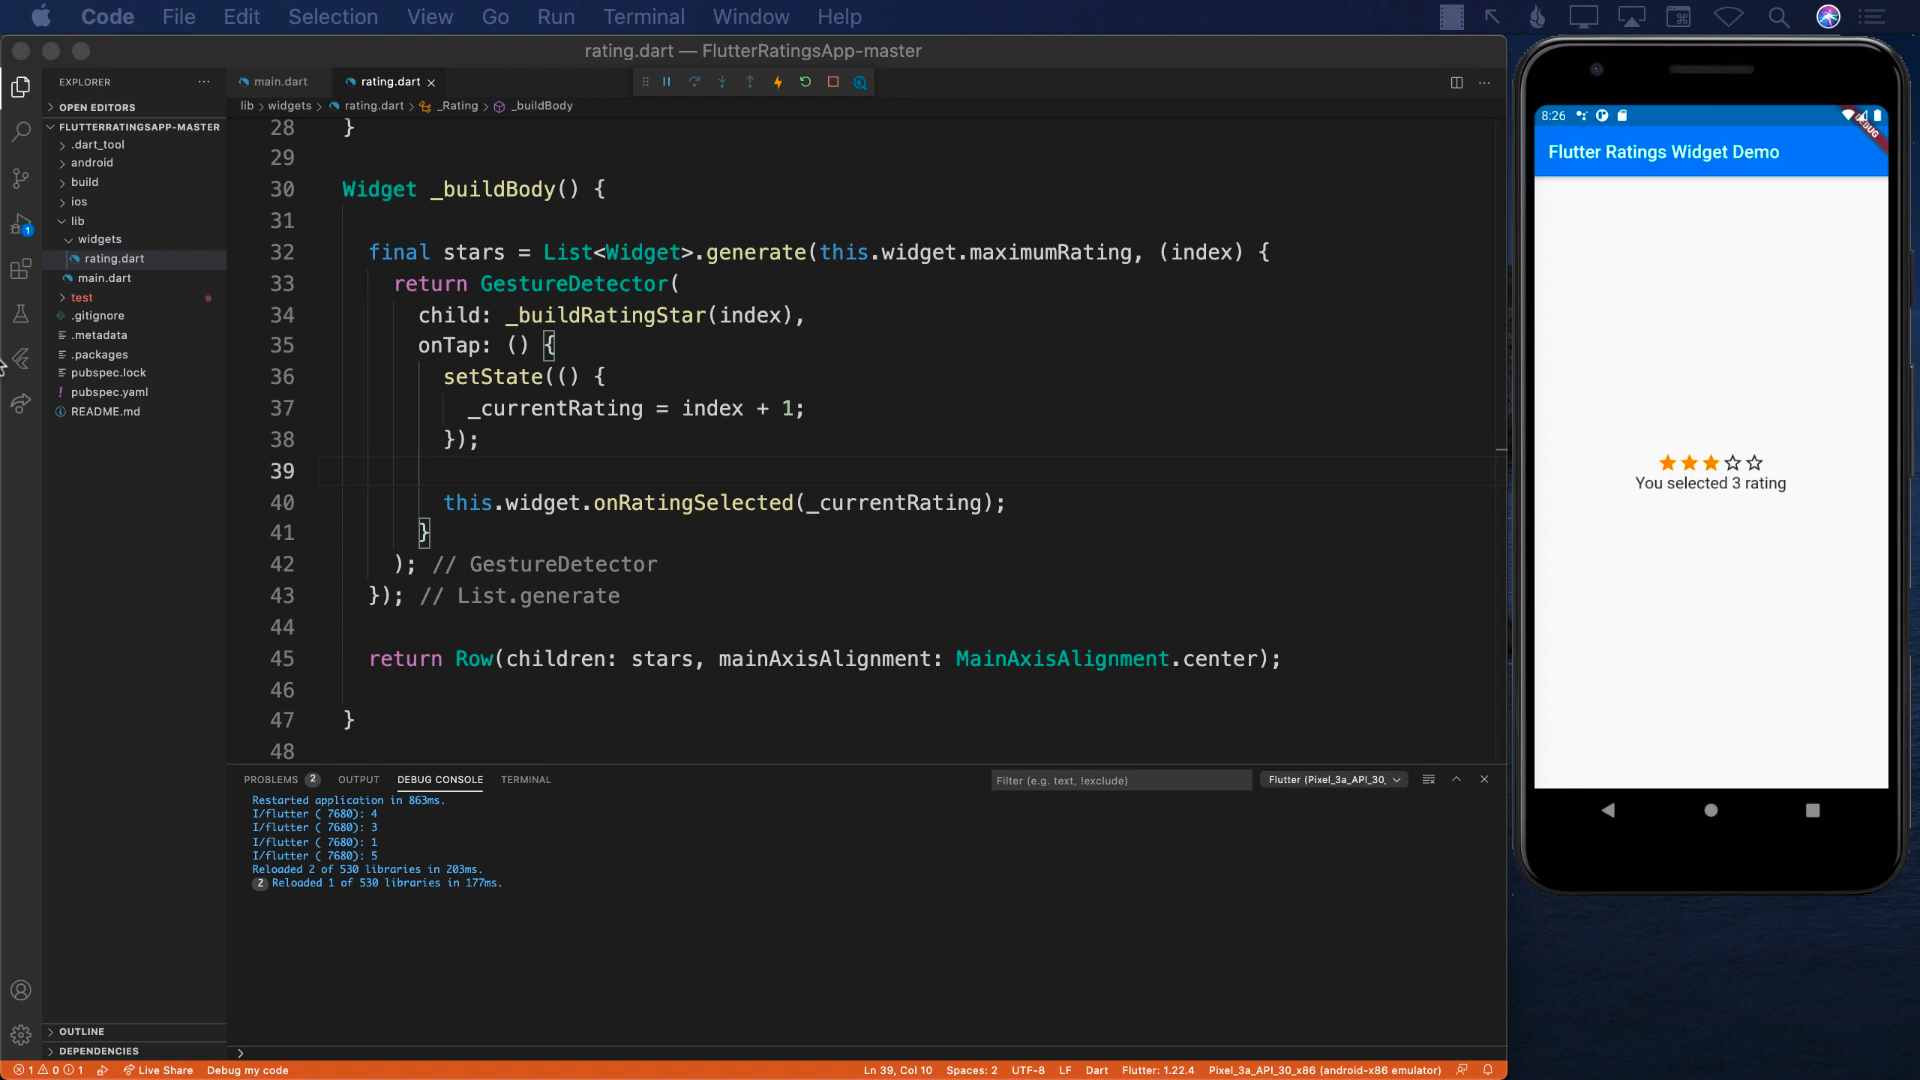 Code File Edit Selection View Go Run Terminal Window Help
rating.dart — FlutterRatingsApp-master
EXPLORER
OPEN EDITORS
FLUTTERRATINGSAPP-MASTER
.dart_tool
android
build
ios
lib
widgets
rating.dart
main.dart
test
.gitignore
.metadata
.packages
pubspec.lock
pubspec.yaml
README.md
OUTLINE
DEPENDENCIES
main.dart rating.dart
lib > widgets > rating.dart > _Rating > _buildBody
28 }
29
30 Widget _buildBody() {
31
32 final stars = List<Widget>.generate(this.widget.maximumRating, (index) {
33 return GestureDetector(
34 child: _buildRatingStar(index),
35 onTap: () {
36 setState(() {
37 _currentRating = index + 1;
38 });
39
40 this.widget.onRatingSelected(_currentRating);
41 }
42 ); // GestureDetector
43 }); // List.generate
44
45 return Row(children: stars, mainAxisAlignment: MainAxisAlignment.center);
46
47 }
48
PROBLEMS 2 OUTPUT DEBUG CONSOLE TERMINAL
Filter (e.g. text, !exclude)
Flutter (Pixel_3a_API_30_
Restarted application in 863ms.
I/flutter ( 7680): 4
I/flutter ( 7680): 3
I/flutter ( 7680): 1
I/flutter ( 7680): 5
Reloaded 2 of 530 libraries in 203ms.
2 Reloaded 1 of 530 libraries in 177ms.
1 0 1 Live Share Debug my code
Ln 39, Col 10 Spaces: 2 UTF-8 LF Dart Flutter: 1.22.4 Pixel_3a_API_30_x86 (android-x86 emulator)
8:26
DEBUG
Flutter Ratings Widget Demo
You selected 3 rating